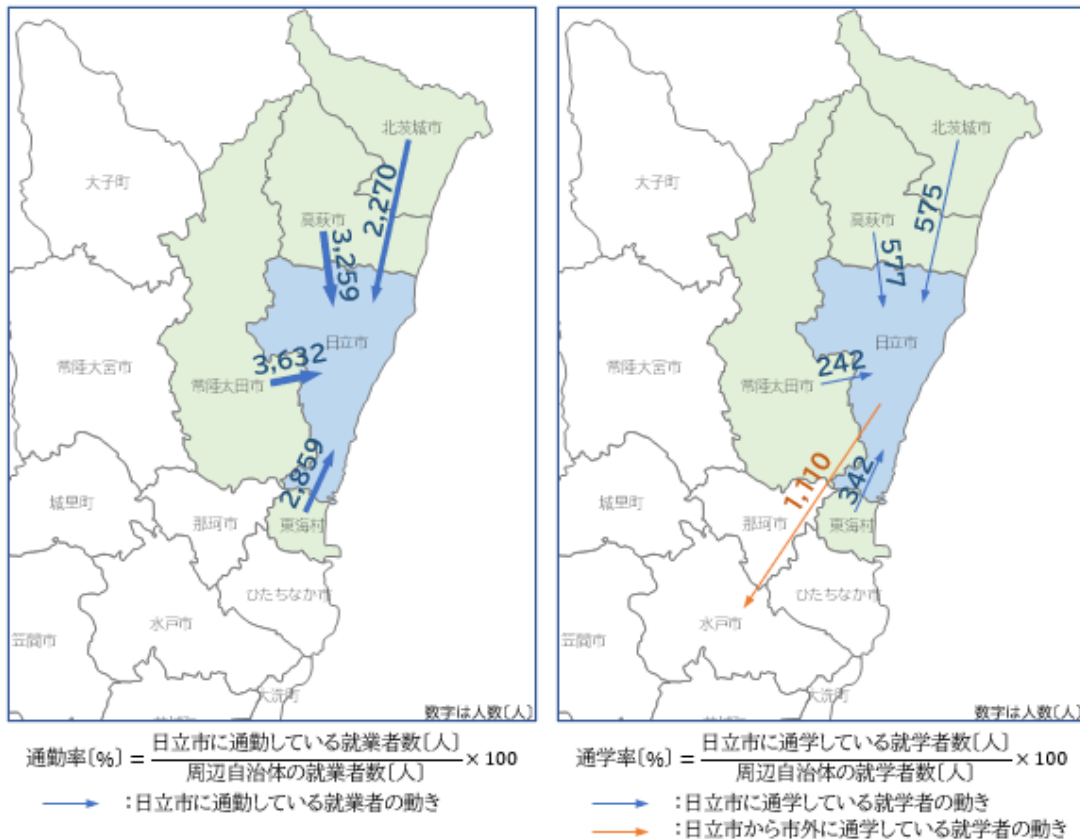 北茨城市
大子町
2,270
高萩市
3,259
日立市
3,632
常陸大宮市
常陸太田市
2,859
城里町
那珂市
東海村
ひたちなか市
水戸市
笠間市
大洗町
数字は人数〔人〕
通勤率〔%〕=日立市に通勤している就業者数〔人〕
周辺自治体の就業者数〔人〕
×100
:日立市に通勤している就業者の動き
北茨城市
大子町
575
高萩市
577
日立市
242
常陸大宮市
常陸太田市
1,110
342
城里町
那珂市
東海村
ひたちなか市
水戸市
笠間市
大洗町
数字は人数〔人〕
通学率〔%〕=日立市に通学している就学者数〔人〕
周辺自治体の就学者数〔人〕
×100
:日立市に通学している就学者の動き
:日立市から市外に通学している就学者の動き